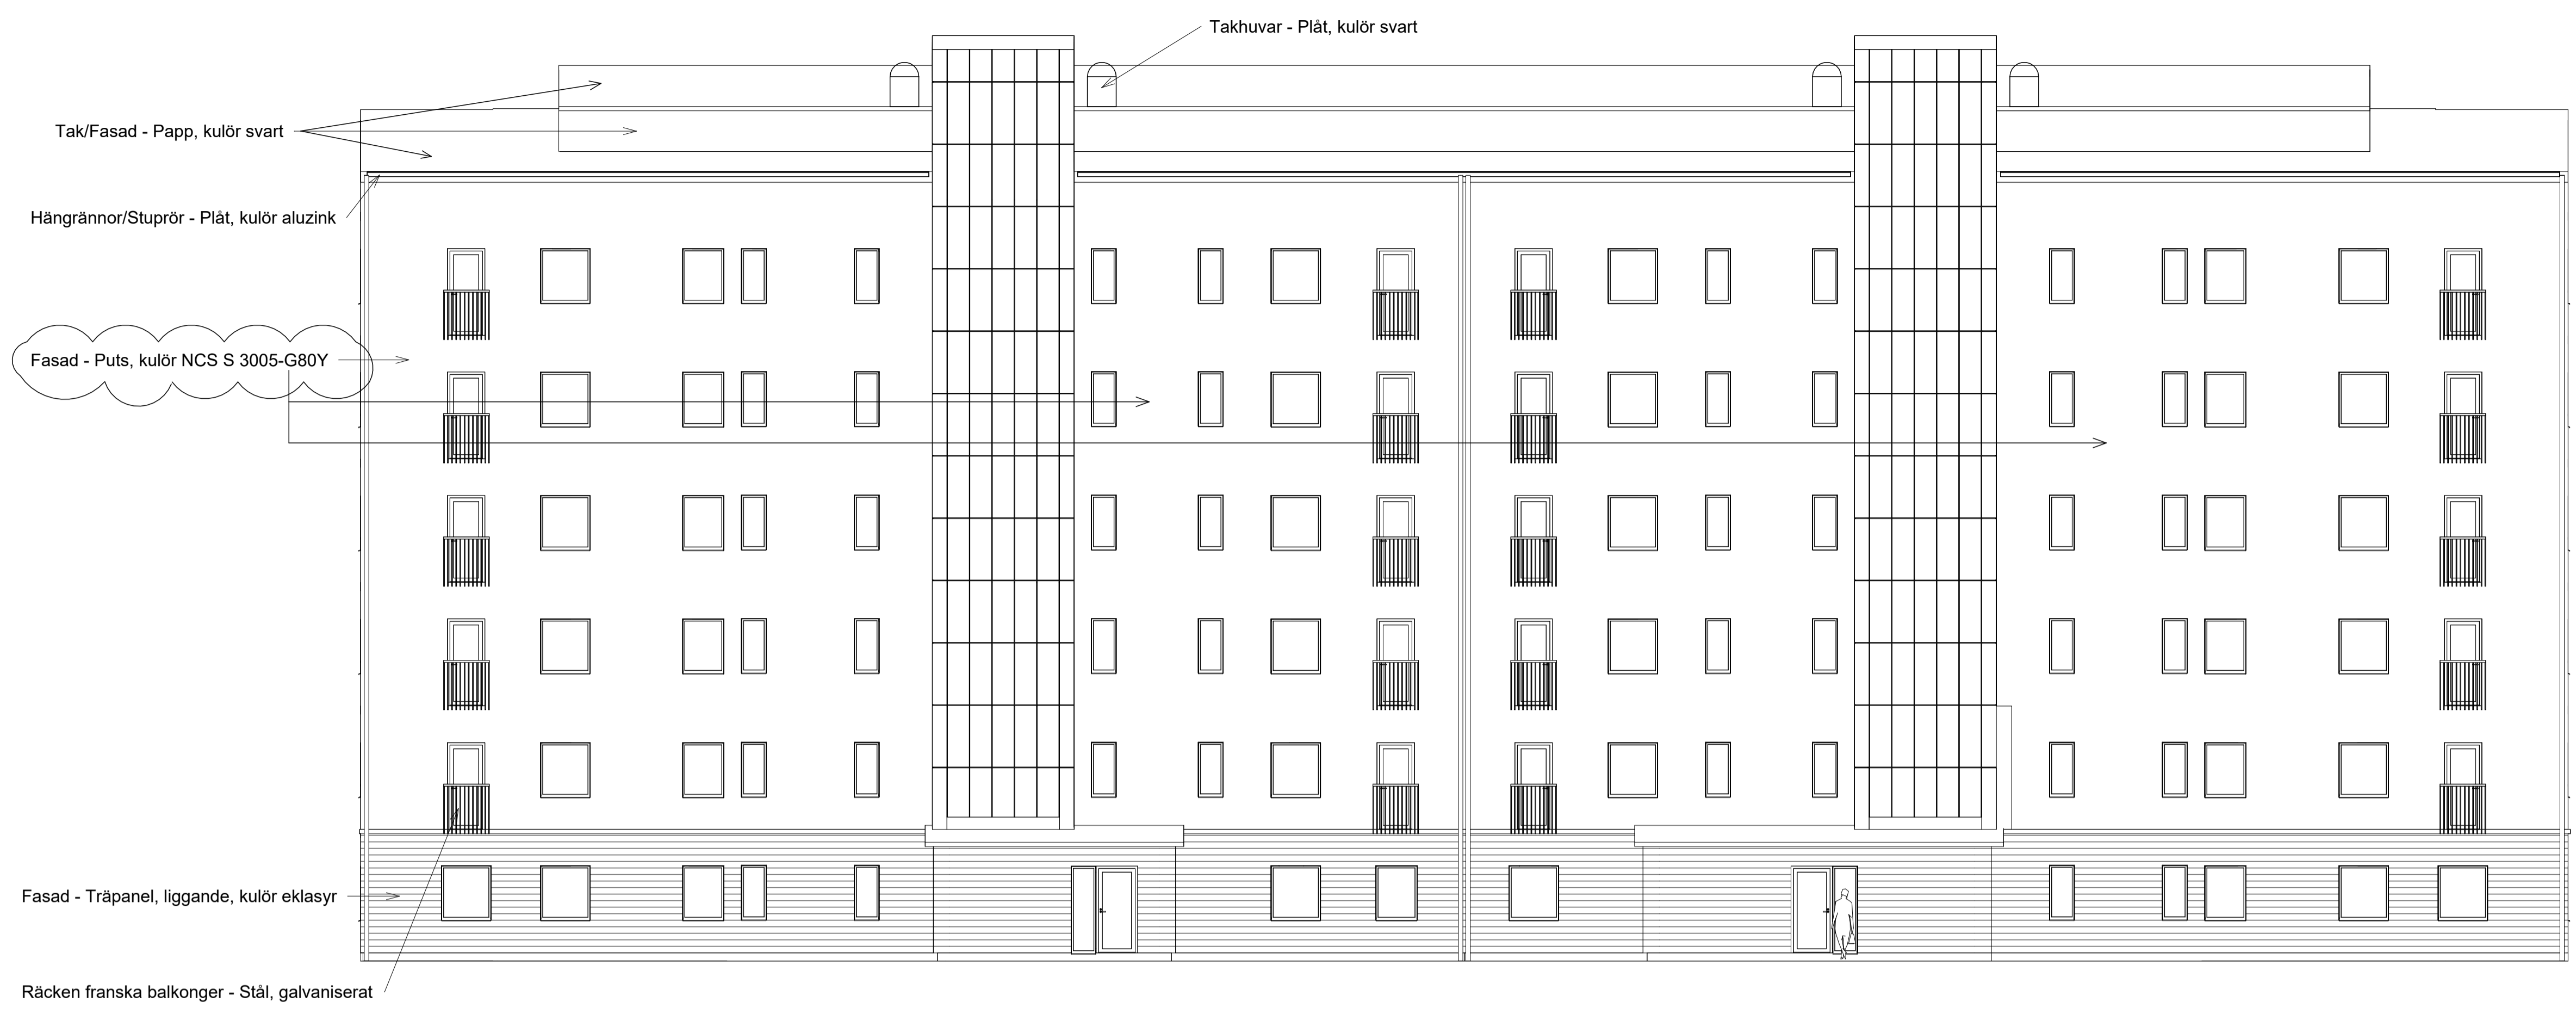 Takhuvar - Plåt, kulör svart
Tak/Fasad - Papp, kulör svart
Hängrännor/Stuprör - Plåt, kulör aluzink
Fasad - Puts, kulör NCS S 3005-G80Y
Fasad - Träpanel, liggande, kulör eklasyr
Räcken franska balkonger - Stål, galvaniserat